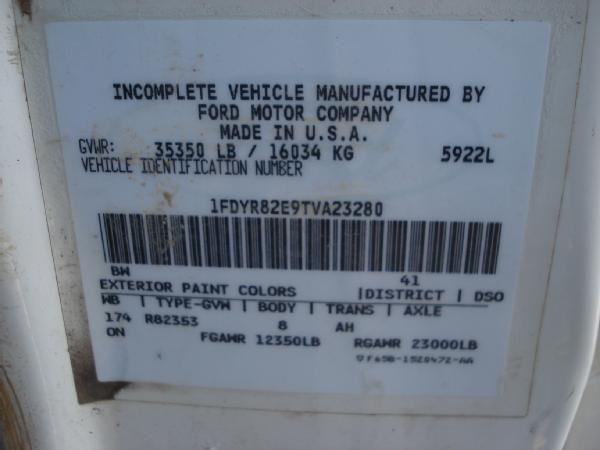 INCOMPLETE VEHICLE MANUFACTURED BY
FORD MOTOR COMPANY
MADE IN U.S.A.
GVWR: 35350 LB / 16034 KG 5922L
VEHICLE IDENTIFICATION NUMBER
1FDYR82E9TVA23280
BW 41
EXTERIOR PAINT COLORS |DISTRICT | DSO
WB | TYPE-GVW | BODY | TRANS | AXLE
174 R82353 8 AH
ON FGAWR 12350LB RGAWR 23000LB